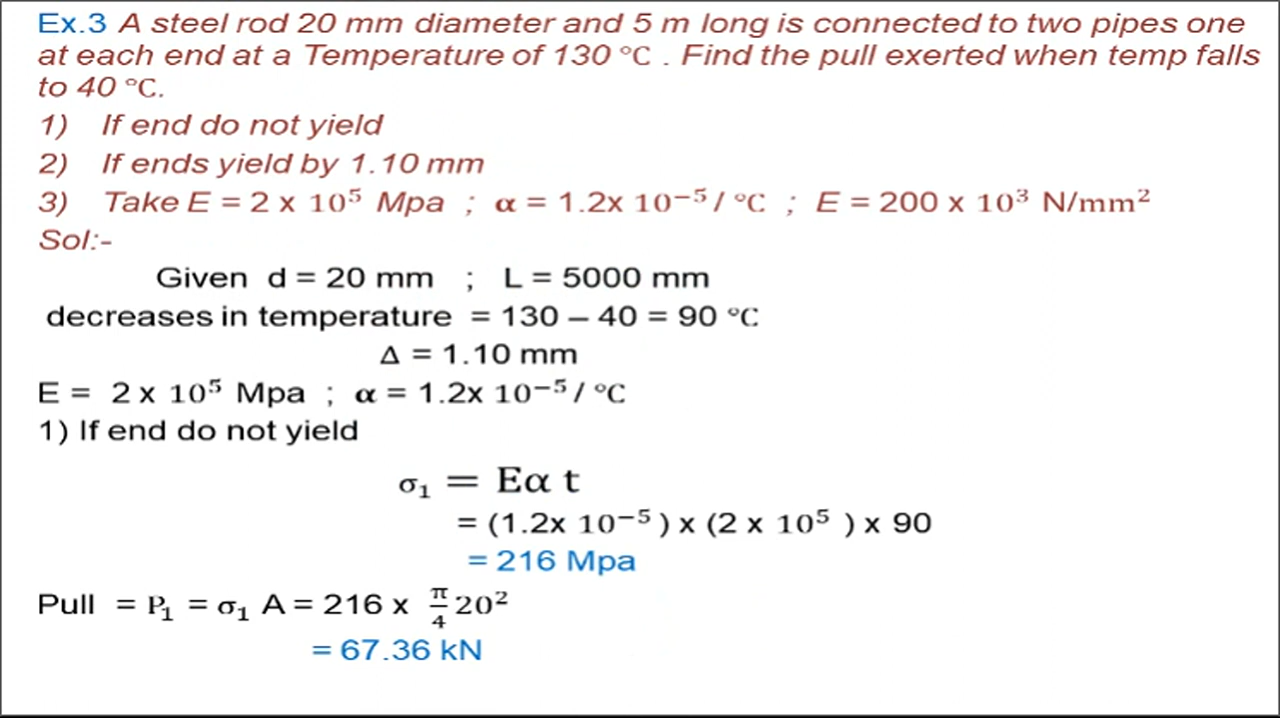 Ex.3 A steel rod 20 mm diameter and 5 m long is connected to two pipes one
at each end at a Temperature of 130 °C . Find the pull exerted when temp falls
to 40 °C.
1) If end do not yield
2) If ends yield by 1.10 mm
3) Take E = 2 x 10⁵ Mpa ; α = 1.2x 10⁻⁵/ °C ; E = 200 x 10³ N/mm²
Sol:-
Given d = 20 mm ; L = 5000 mm
decreases in temperature = 130 – 40 = 90 °C
Δ = 1.10 mm
E = 2 x 10⁵ Mpa ; α = 1.2x 10⁻⁵/ °C
1) If end do not yield
σ₁ = Eα t
= (1.2x 10⁻⁵ ) x (2 x 10⁵ ) x 90
= 216 Mpa
Pull = P₁ = σ₁ A = 216 x π/4 20²
= 67.36 kN